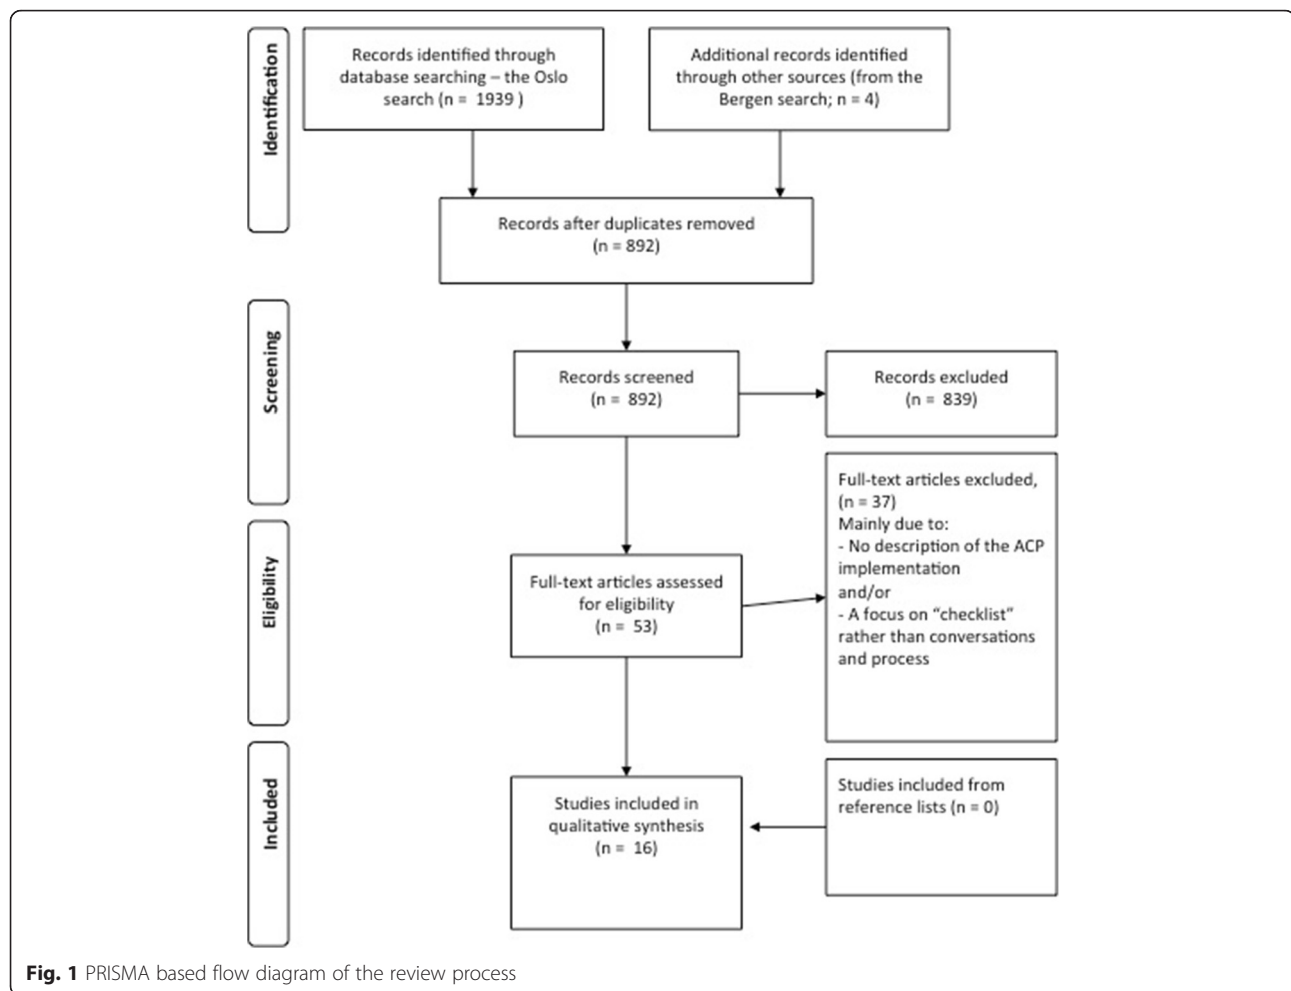 Identification
Records identified through
database searching – the Oslo
search (n = 1939 )
Additional records identified
through other sources (from the
Bergen search; n = 4)
Records after duplicates removed
(n = 892)
Screening
Records screened
(n = 892)
Records excluded
(n = 839)
Eligibility
Full-text articles assessed
for eligibility
(n = 53)
Full-text articles excluded,
(n = 37)
Mainly due to:
- No description of the ACP
implementation
and/or
- A focus on “checklist”
rather than conversations
and process
Included
Studies included in
qualitative synthesis
(n = 16)
Studies included from
reference lists (n = 0)
Fig. 1 PRISMA based flow diagram of the review process